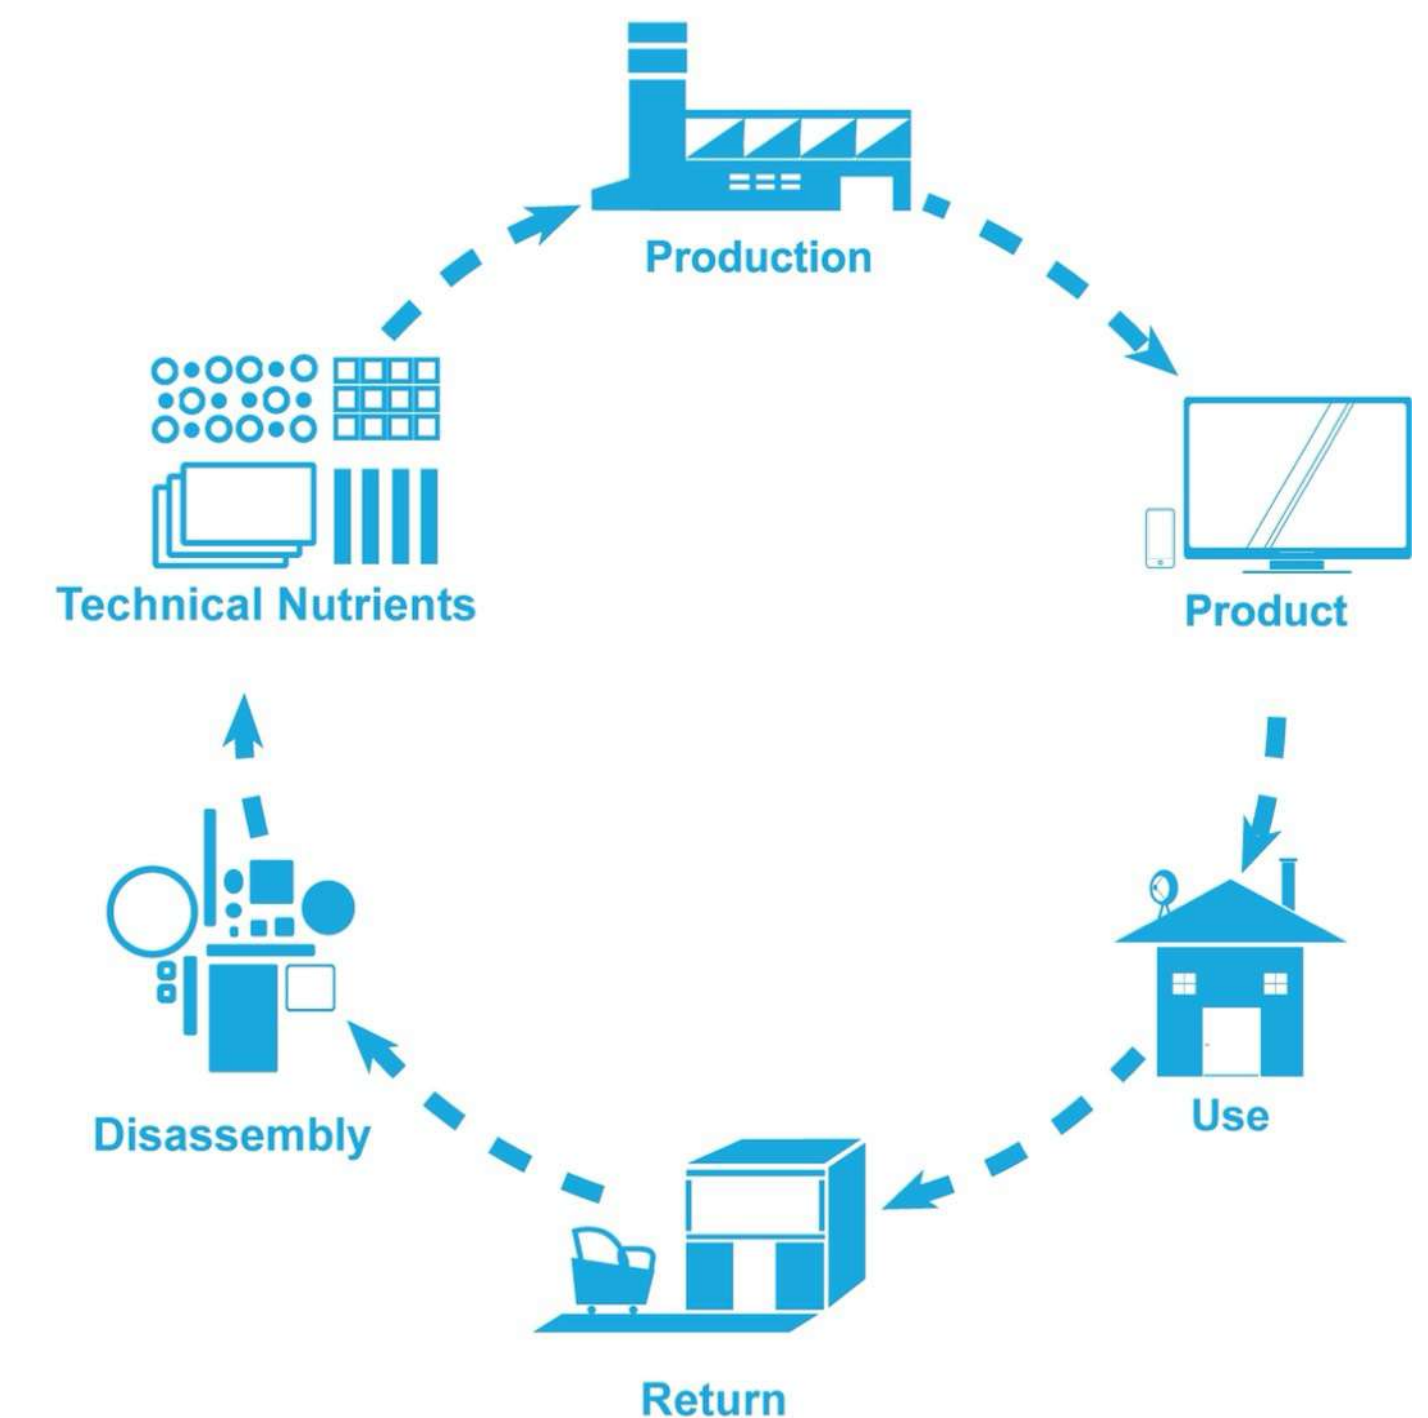 Production
Product
Use
Return
Disassembly
Technical Nutrients